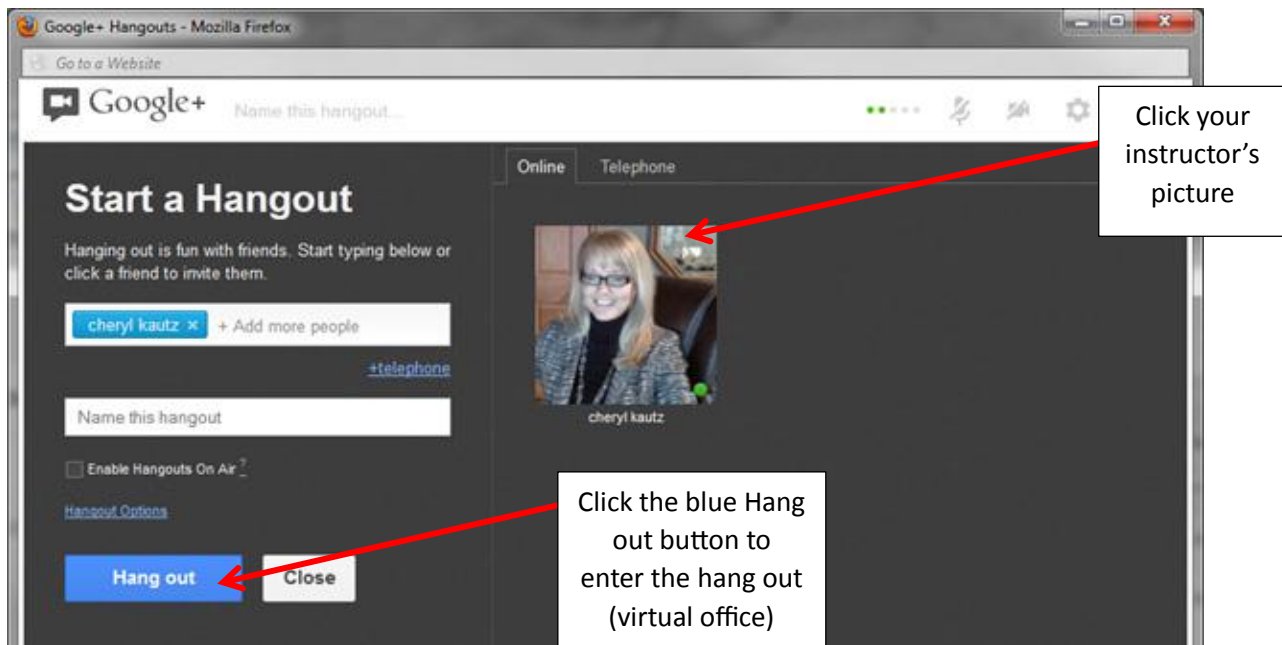 Google+ Hangouts - Mozilla Firefox
Go to a Website
Google+ Name this hangout...
Click your
instructor’s
picture
Online Telephone
Start a Hangout
Hanging out is fun with friends. Start typing below or
click a friend to invite them.
cheryl kautz × + Add more people
+telephone
Name this hangout
Enable Hangouts On Air ?
Hangout Options
Hang out Close
cheryl kautz
Click the blue Hang
out button to
enter the hang out
(virtual office)